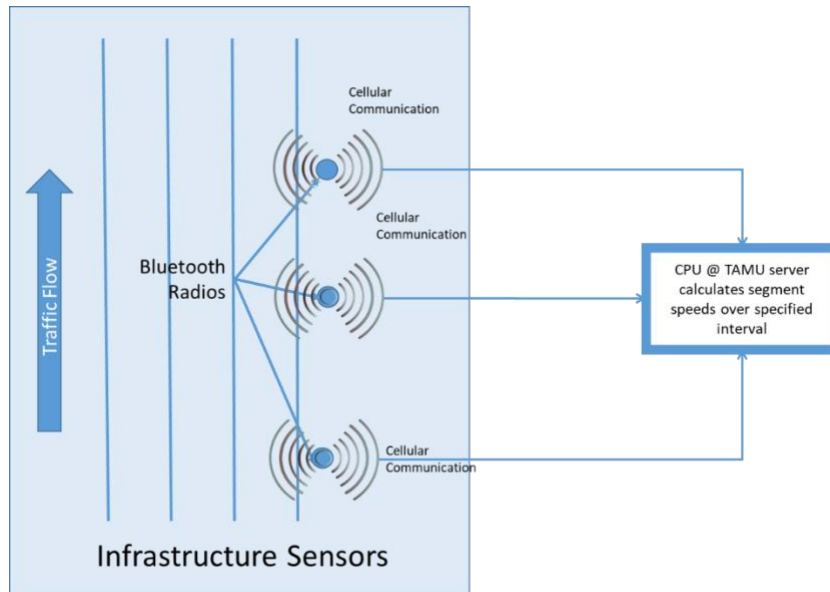 Cellular
Communication
Cellular
Communication
Bluetooth
Radios
Traffic Flow
CPU @ TAMU server
calculates segment
speeds over specified
interval
Cellular
Communication
Infrastructure Sensors